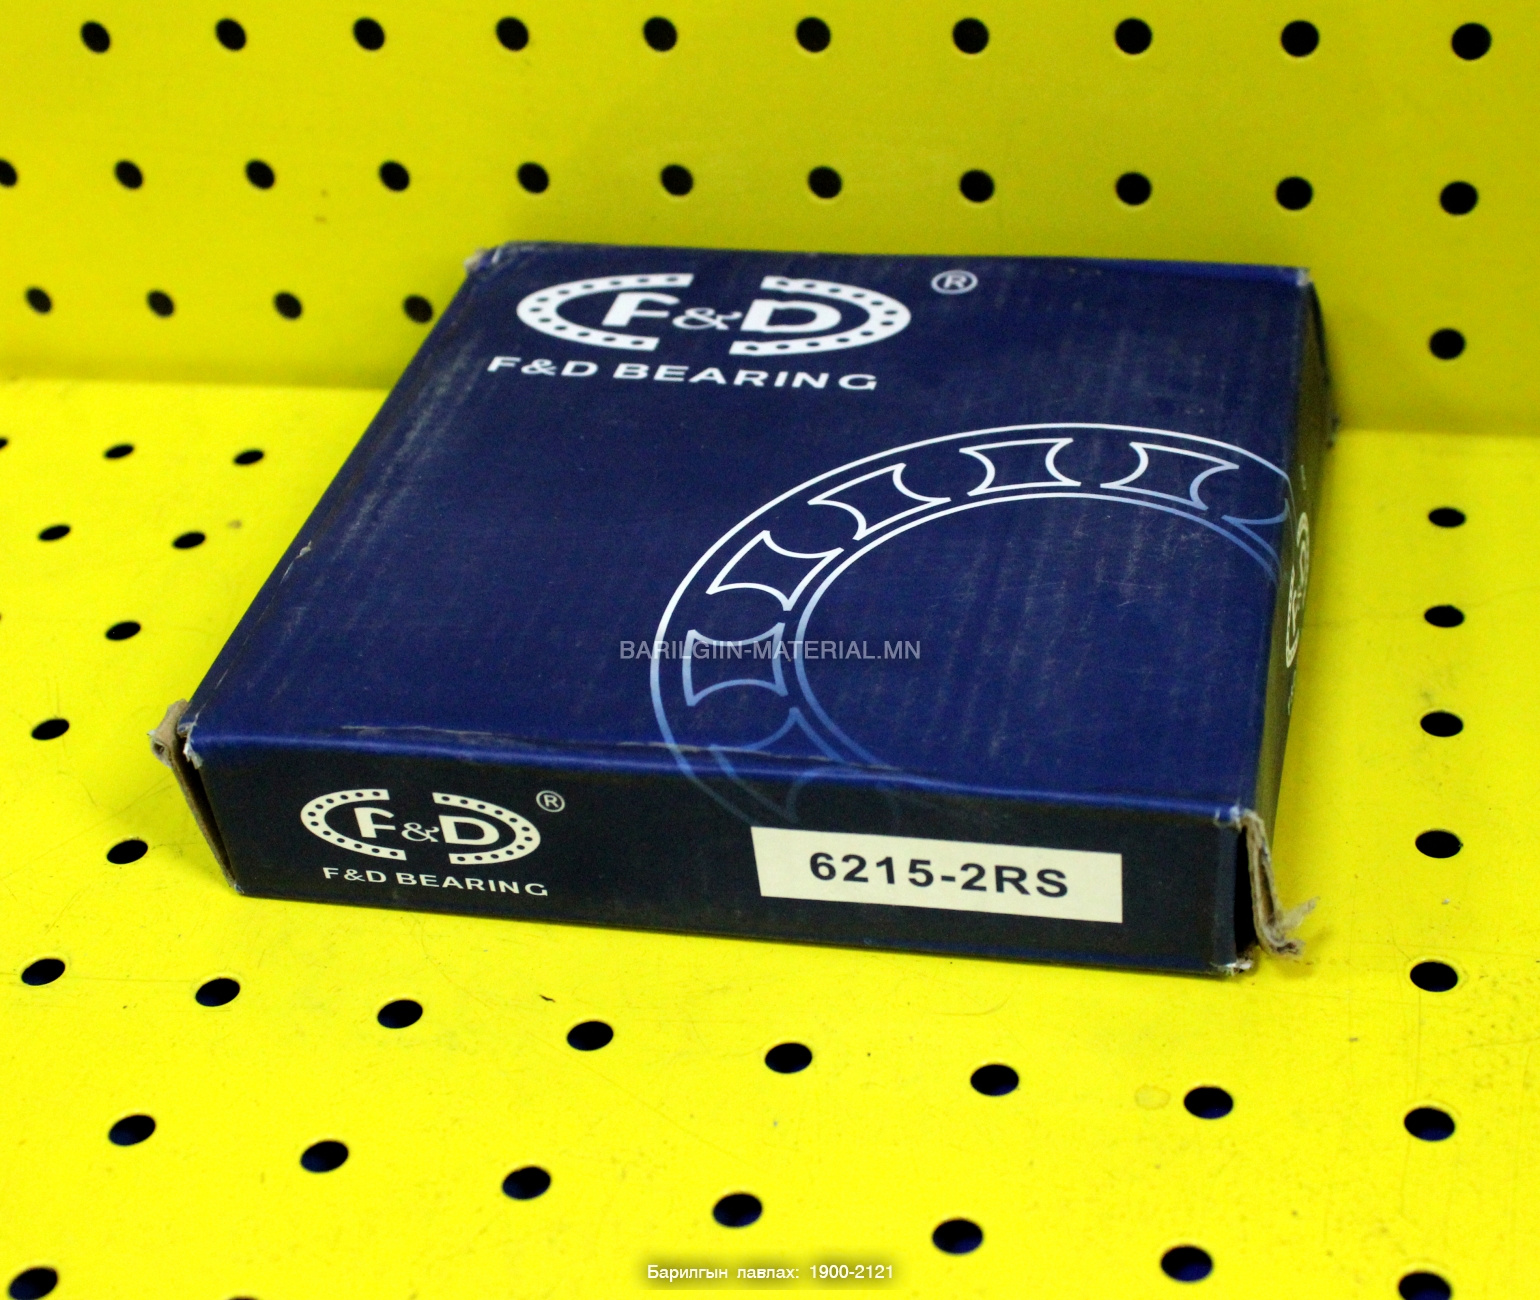 F&D ®
F&D BEARING
BARILGIIN-MATERIAL.MN
F&D ®
F&D BEARING
6215-2RS
Барилгын лавлах: 1900-2121